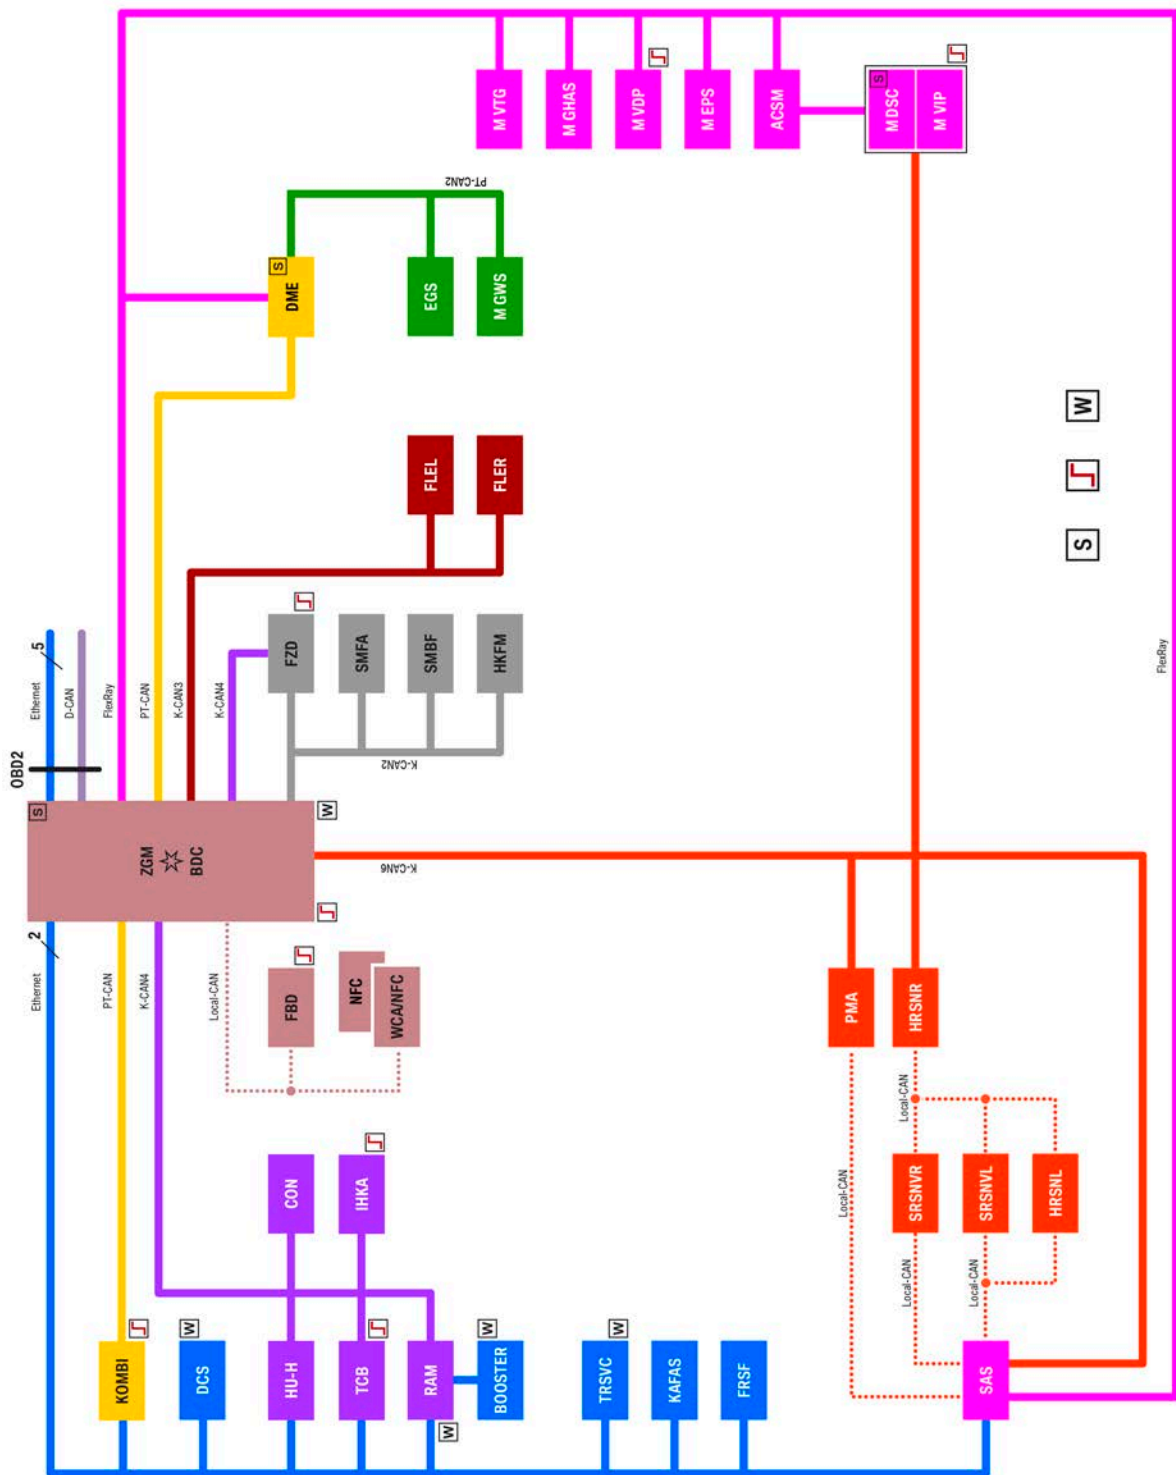 OBD2
Ethernet
2
S
Ethernet
5
D-CAN
PT-CAN
FlexRay
KOMBI
K-CAN4
ZGM
PT-CAN
K-CAN3
W
DCS
BDC
Local-CAN
K-CAN4
HU-H
CON
FBD
FZD
DME
S
W
TCB
IHKA
NFC
SMFA
WCA/NFC
K-CAN6
K-CAN2
RAM
W
SMBF
FLEL
EGS
PT-CAN2
BOOSTER
W
HKFM
FLER
M GWS
M VTG
M GHAS
TRSVC
W
M VDP
KAFAS
M EPS
FRSF
ACSM
Local-CAN
PMA
M DSC
S
Local-CAN
SRSNVR
Local-CAN
HRSNR
M VIP
Local-CAN
SAS
SRSNVL
HRSNL
S
W
FlexRay